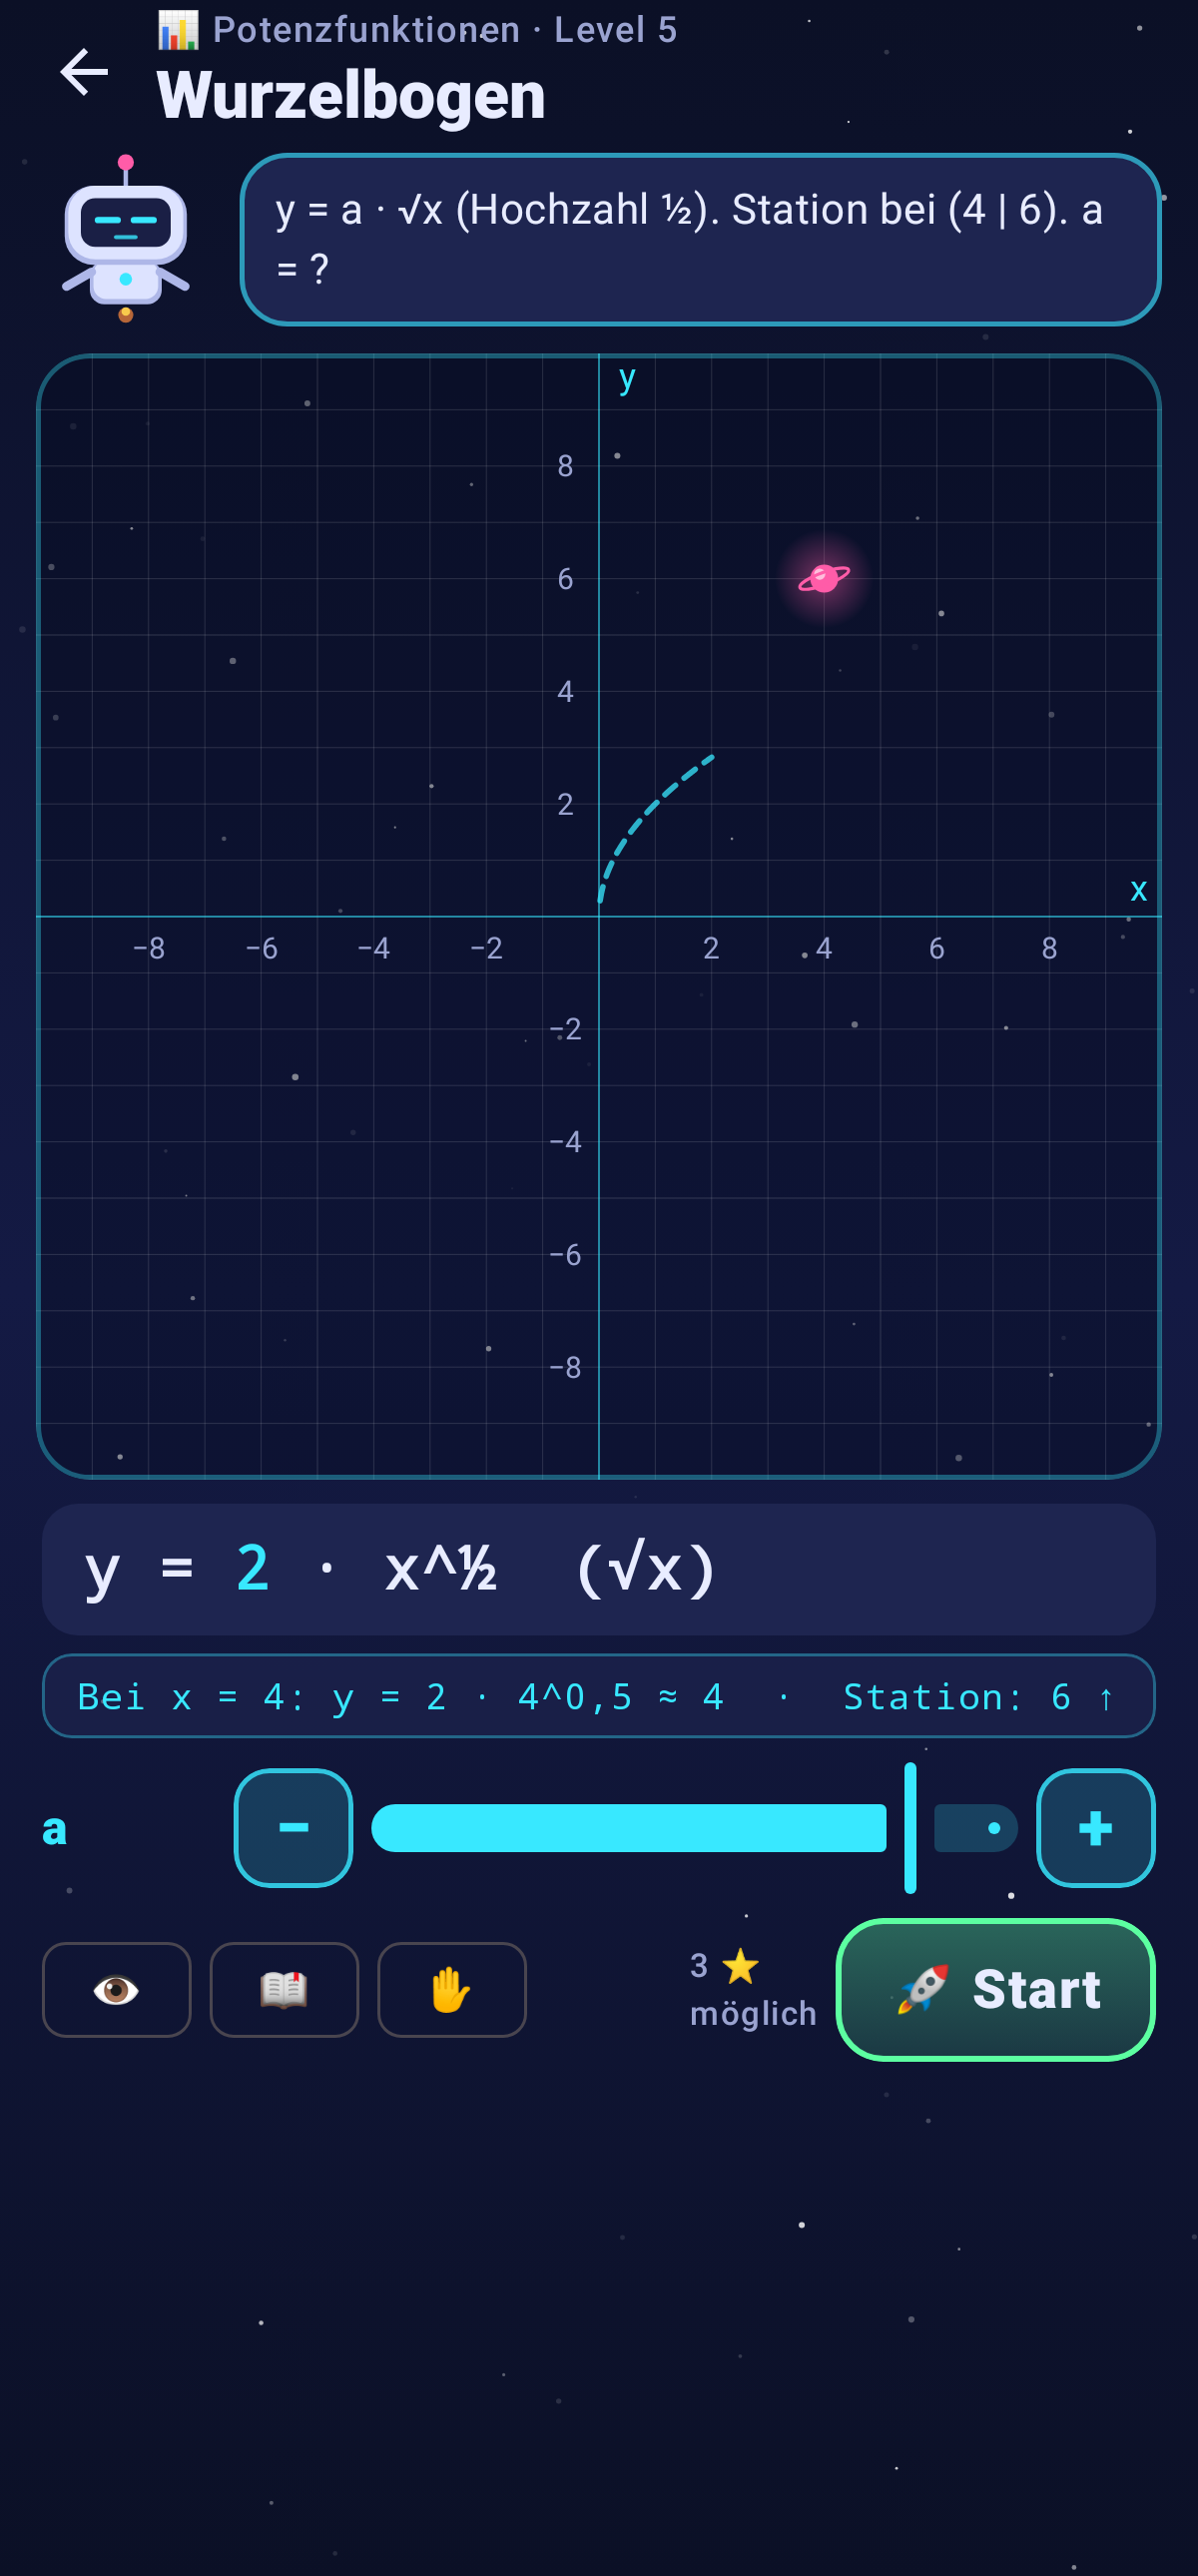 📊 Potenzfunktionen · Level 5
Wurzelbogen
y = a · √x (Hochzahl ½). Station bei (4 | 6). a
= ?
y
8
6
4
2
x
−8 −6 −4 −2 2 4 6 8
−2
−4
−6
−8
y = 2 · x^½ (√x)
Bei x = 4: y = 2 · 4^0,5 ≈ 4 · Station: 6 ↑
a − +
3 ⭐
möglich
🚀 Start